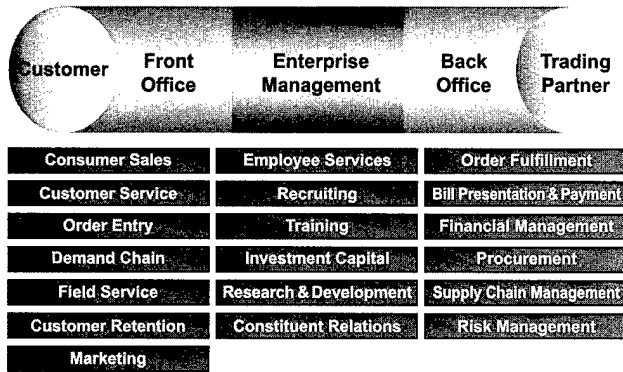 Customer
Front
Office
Enterprise
Management
Back
Office
Trading
Partner
Consumer Sales
Employee Services
Order Fulfillment
Customer Service
Recruiting
Bill Presentation & Payment
Order Entry
Training
Financial Management
Demand Chain
Investment Capital
Procurement
Field Service
Research & Development
Supply Chain Management
Customer Retention
Constituent Relations
Risk Management
Marketing